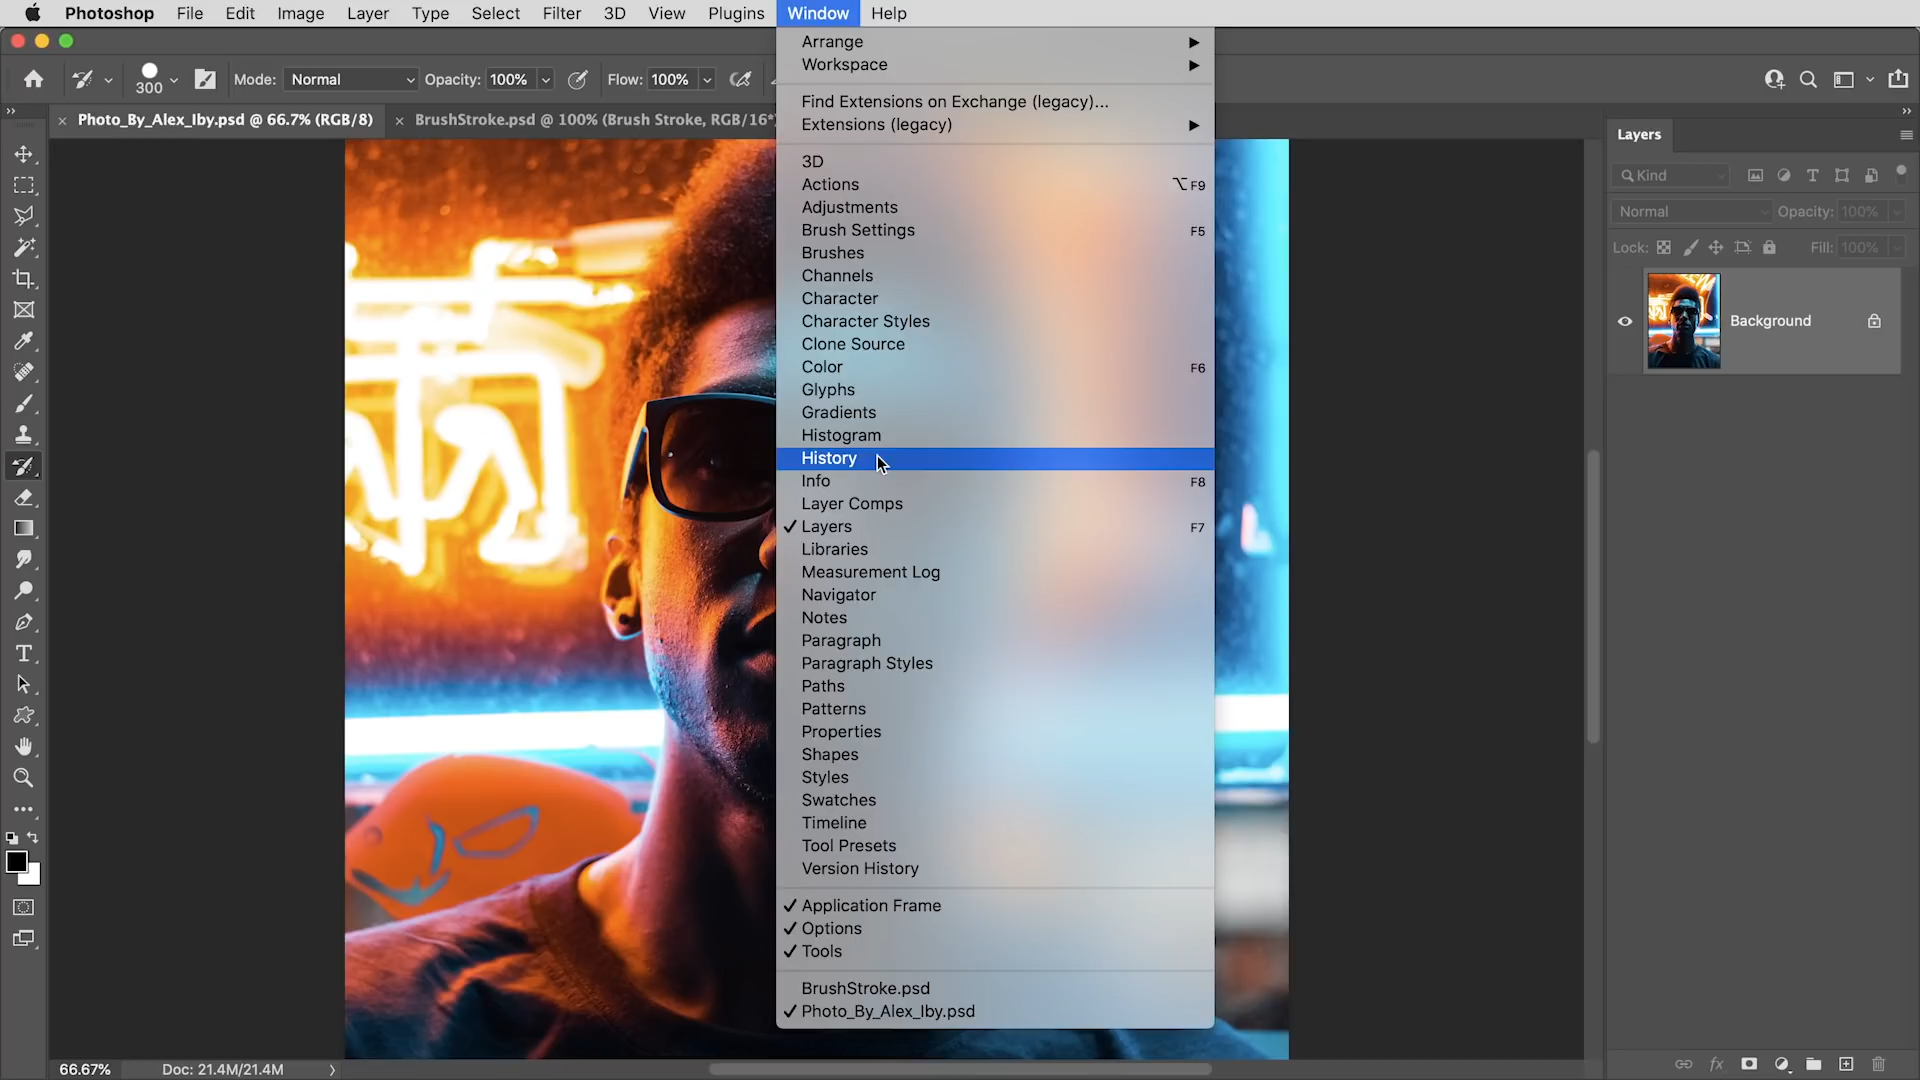 Photoshop File Edit Image Layer Type Select Filter 3D View Plugins Window Help
300 Mode: Normal Opacity: 100% Flow: 100%
Photo_By_Alex_Iby.psd @ 66.7% (RGB/8) BrushStroke.psd @ 100% (Brush Stroke, RGB/16*)
Arrange
Workspace
Find Extensions on Exchange (legacy)...
Extensions (legacy)
3D
Actions ⌥F9
Adjustments
Brush Settings F5
Brushes
Channels
Character
Character Styles
Clone Source
Color F6
Glyphs
Gradients
Histogram
History
Info F8
Layer Comps
✓ Layers F7
Libraries
Measurement Log
Navigator
Notes
Paragraph
Paragraph Styles
Paths
Patterns
Properties
Shapes
Styles
Swatches
Timeline
Tool Presets
Version History
✓ Application Frame
✓ Options
✓ Tools
BrushStroke.psd
✓ Photo_By_Alex_Iby.psd
Layers
Kind
Normal Opacity: 100%
Lock: Fill: 100%
Background
fx
66.67% Doc: 21.4M/21.4M